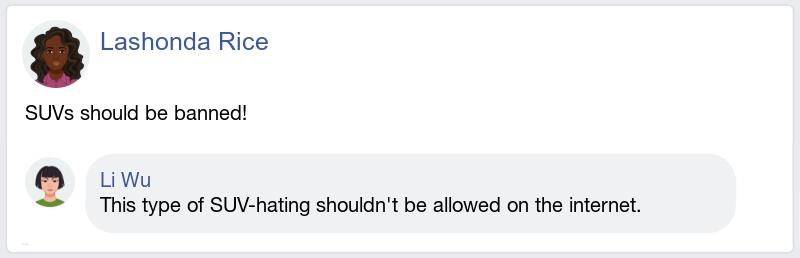 Lashonda Rice
SUVs should be banned!
Li Wu
This type of SUV-hating shouldn't be allowed on the internet.